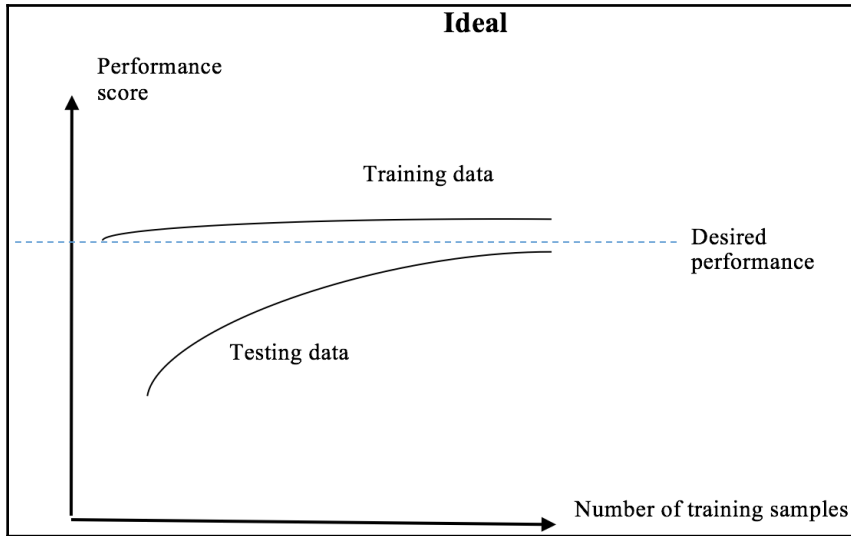 Ideal
Performance
score
Training data
Desired
performance
Testing data
Number of training samples